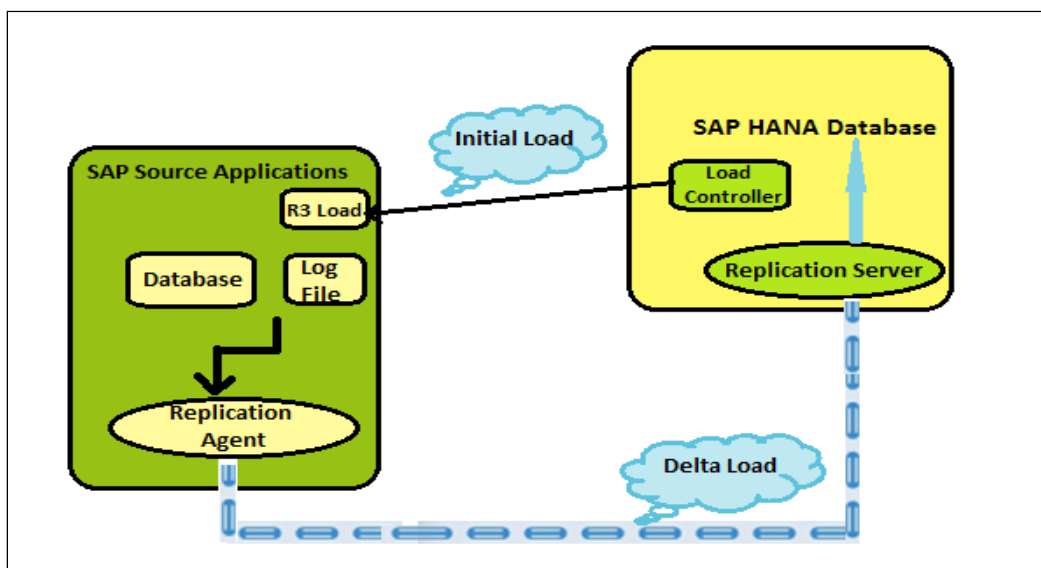 SAP Source Applications
R3 Load
Database
Log
File
Replication
Agent
Initial Load
SAP HANA Database
Load
Controller
Replication Server
Delta Load